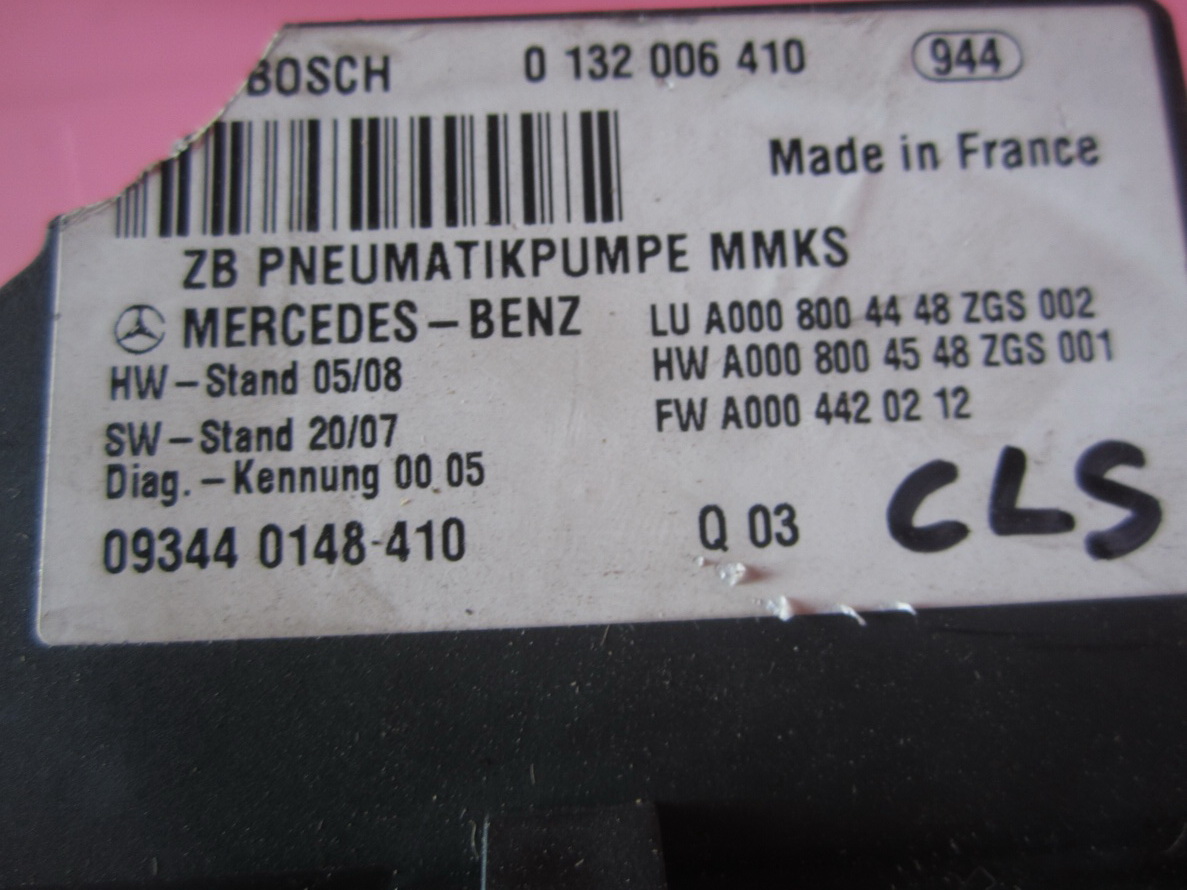 BOSCH 0 132 006 410 944
Made in France
ZB PNEUMATIKPUMPE MMKS
MERCEDES-BENZ
LU A000 800 44 48 ZGS 002
HW-Stand 05/08
HW A000 800 45 48 ZGS 001
SW-Stand 20/07
FW A000 442 02 12
Diag.-Kennung 00 05
CLS
09344 0148-410
Q 03